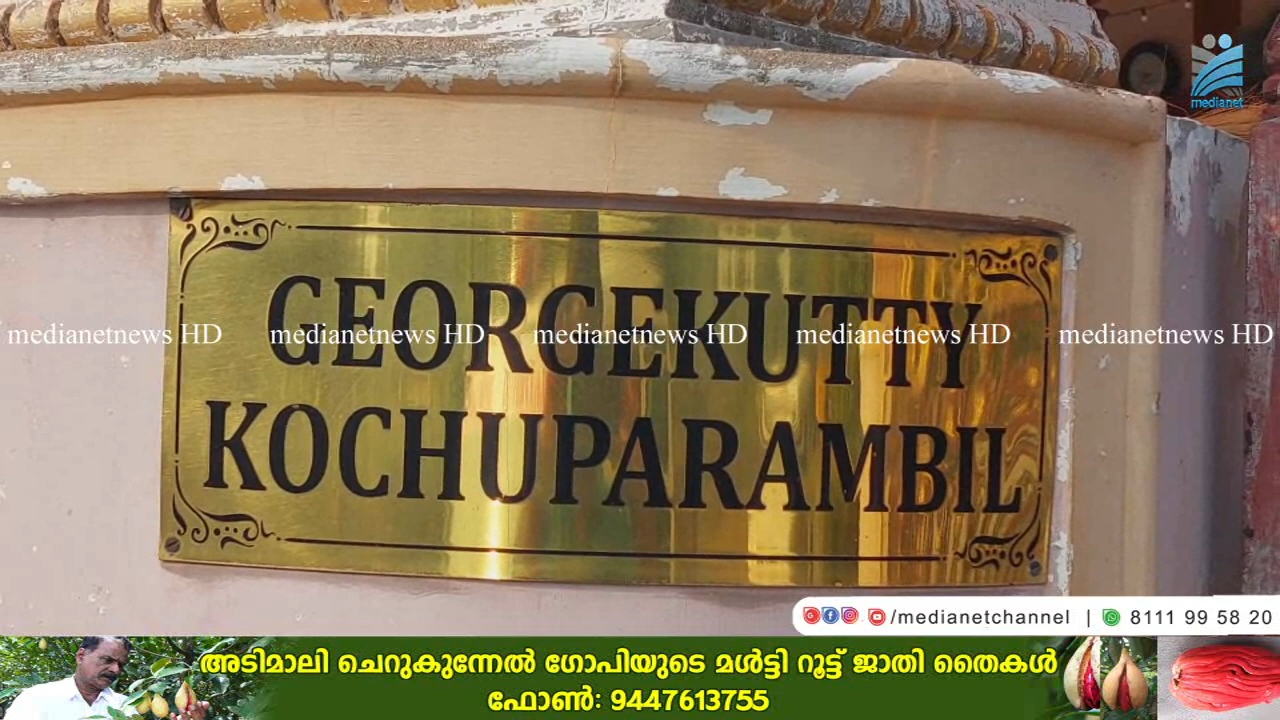 medianet
GEORGEKUTTY
medianetnews HD medianetnews HD medianetnews HD medianetnews HD medianetnews HD
KOCHUPARAMBIL
/medianetchannel | 8111 99 58 20
അടിമാലി ചെറുകുന്നേൽ ഗോപിയുടെ മൾട്ടി റൂട്ട് ജാതി തൈകൾ
ഫോൺ: 9447613755